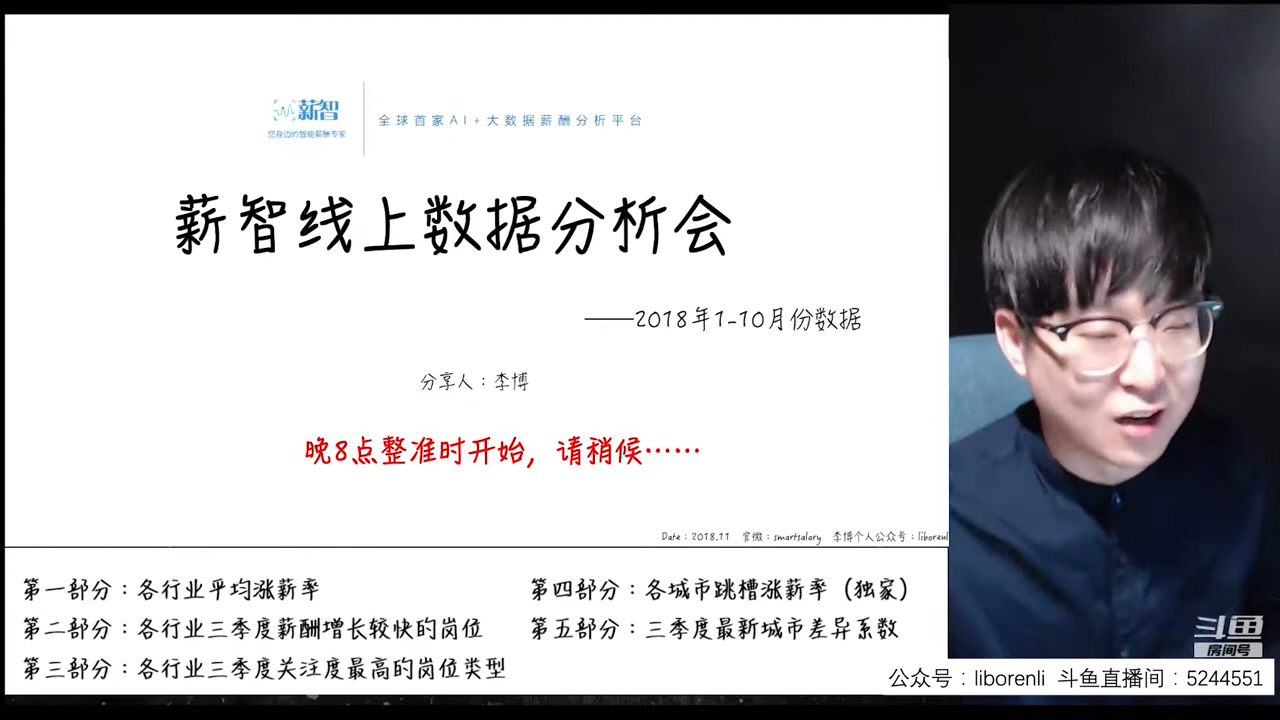 薪智
您身边的智能薪酬专家
全球首家AI+大数据薪酬分析平台
薪智线上数据分析会
——2018年1-10月份数据
分享人：李博
晚8点整准时开始，请稍候……
Date：2018.11 官微：smartsalary 李博个人公众号：liborenl
第一部分：各行业平均涨薪率
第二部分：各行业三季度薪酬增长较快的岗位
第三部分：各行业三季度关注度最高的岗位类型
第四部分：各城市跳槽涨薪率（独家）
第五部分：三季度最新城市差异系数
斗鱼
房间号
公众号：liborenli 斗鱼直播间：5244551